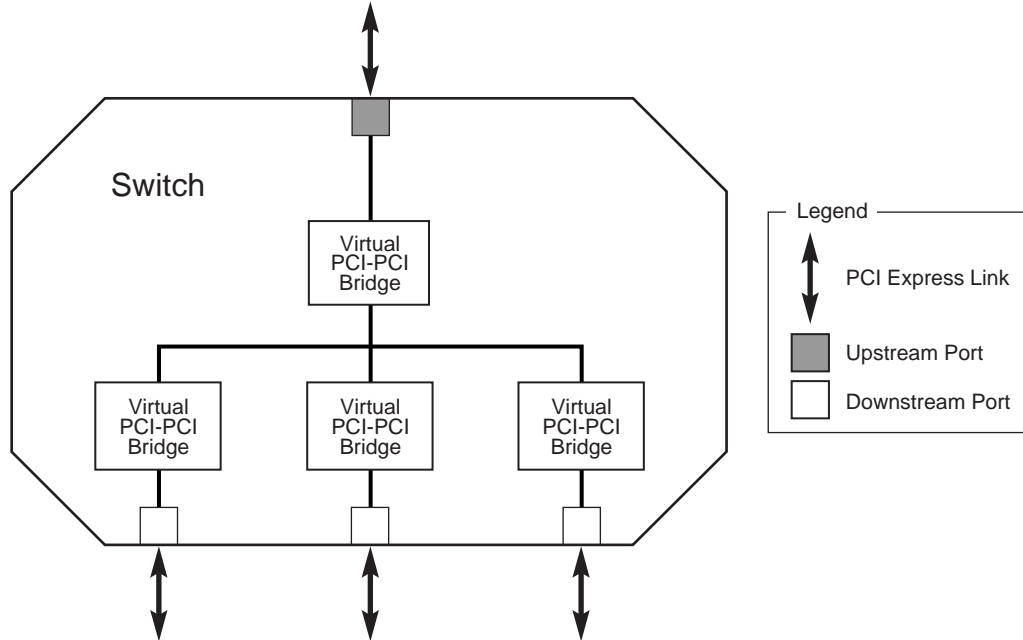 Switch
Virtual
PCI-PCI
Bridge
Virtual
PCI-PCI
Bridge
Virtual
PCI-PCI
Bridge
Virtual
PCI-PCI
Bridge
Legend
PCI Express Link
Upstream Port
Downstream Port